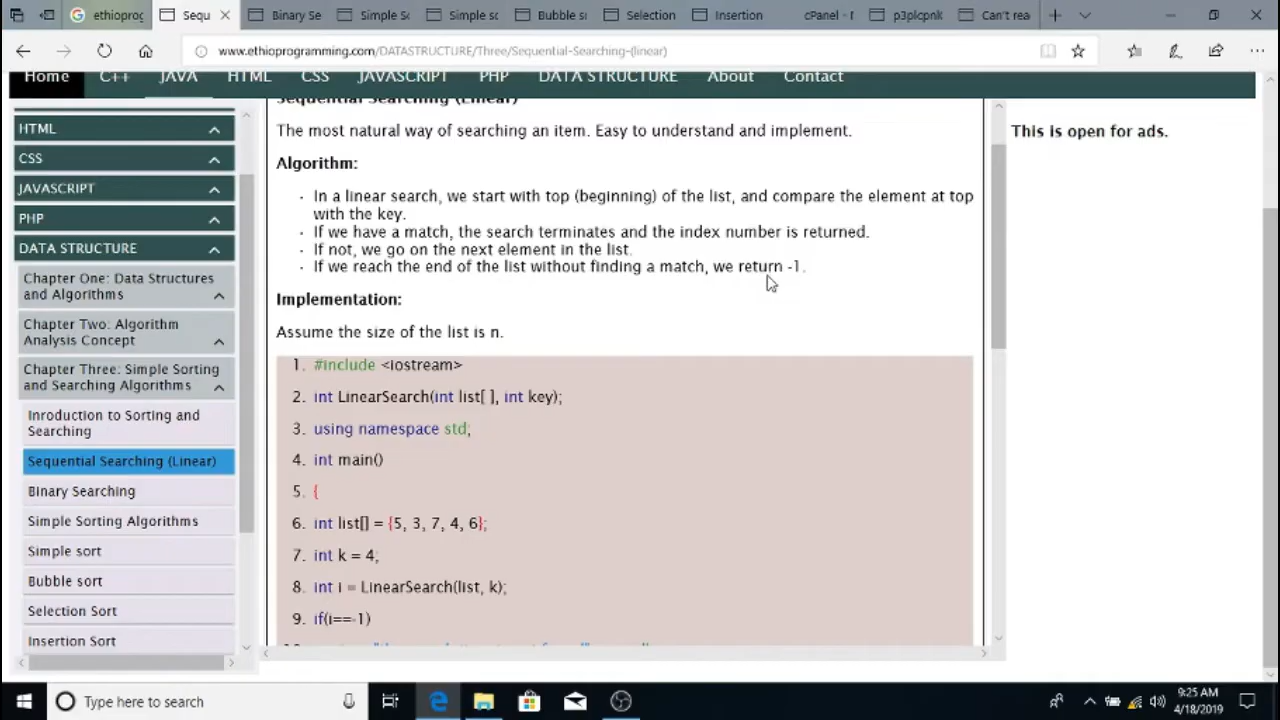 ethioprog
Sequ
Binary Se
Simple Sc
Simple so
Bubble s
Selection
Insertion
cPanel - 
p3plcpnk
Can't rea
www.ethioprogramming.com/DATASTRUCTURE/Three/Sequential-Searching-(linear)
Home C++ JAVA HTML CSS JAVASCRIPT PHP DATA STRUCTURE About Contact
HTML
CSS
JAVASCRIPT
PHP
DATA STRUCTURE
Chapter One: Data Structures
and Algorithms
Chapter Two: Algorithm
Analysis Concept
Chapter Three: Simple Sorting
and Searching Algorithms
Inroduction to Sorting and
Searching
Sequential Searching (Linear)
Binary Searching
Simple Sorting Algorithms
Simple sort
Bubble sort
Selection Sort
Insertion Sort
Sequential Searching (Linear)
The most natural way of searching an item. Easy to understand and implement.
Algorithm:
· In a linear search, we start with top (beginning) of the list, and compare the element at top
with the key.
· If we have a match, the search terminates and the index number is returned.
· If not, we go on the next element in the list.
· If we reach the end of the list without finding a match, we return -1.
Implementation:
Assume the size of the list is n.
1. #include <iostream>
2. int LinearSearch(int list[ ], int key);
3. using namespace std;
4. int main()
5. {
6. int list[] = {5, 3, 7, 4, 6};
7. int k = 4;
8. int i = LinearSearch(list, k);
9. if(i==-1)
This is open for ads.
Type here to search
9:25 AM
4/18/2019